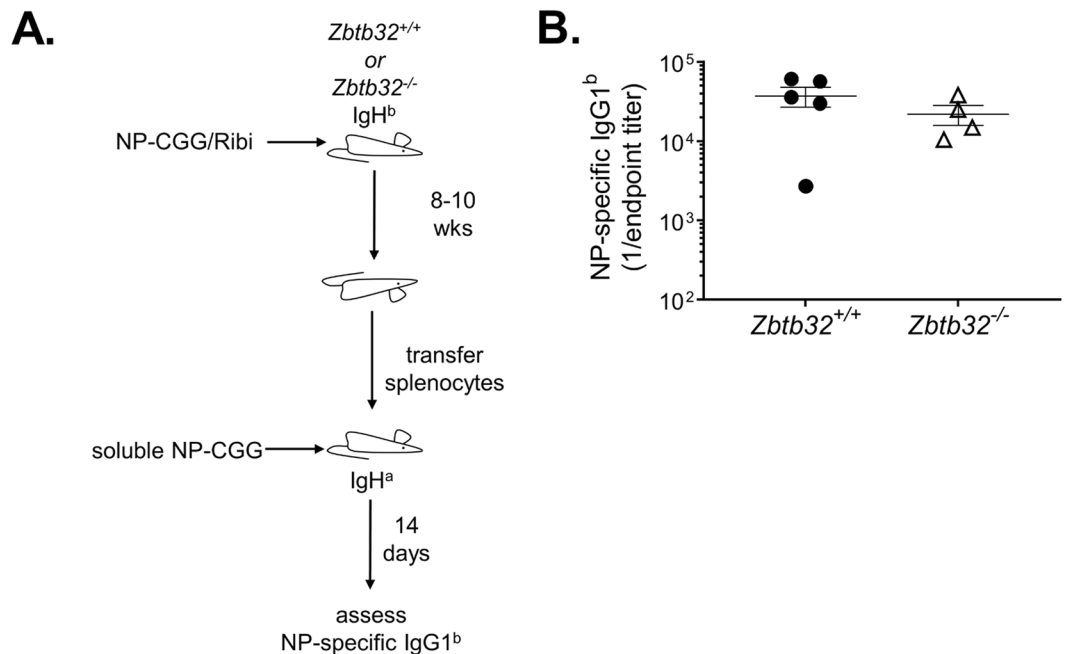 A.
Zbtb32+/+
or
Zbtb32-/-
IgHb
NP-CGG/Ribi
8-10
wks
transfer
splenocytes
soluble NP-CGG
IgHa
14
days
assess
NP-specific IgG1b
B.
NP-specific IgG1b
(1/endpoint titer)
10⁵
10⁴
10³
10²
Zbtb32+/+
Zbtb32-/-